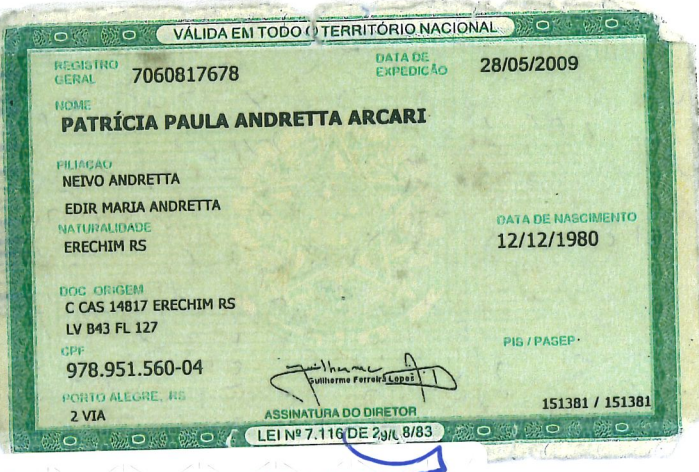 VÁLIDA EM TODO O TERRITÓRIO NACIONAL
REGISTRO GERAL 7060817678 DATA DE EXPEDIÇÃO 28/05/2009
NOME
PATRÍCIA PAULA ANDRETTA ARCARI
FILIAÇÃO
NEIVO ANDRETTA
EDIR MARIA ANDRETTA
NATURALIDADE DATA DE NASCIMENTO
ERECHIM RS 12/12/1980
DOC ORIGEM
C CAS 14817 ERECHIM RS
LV B43 FL 127
CPF PIS / PASEP
978.951.560-04
Guilherme Ferreira Lopes
PORTO ALEGRE, RS
2 VIA 151381 / 151381
ASSINATURA DO DIRETOR
LEI Nº 7.116 DE 29/08/83